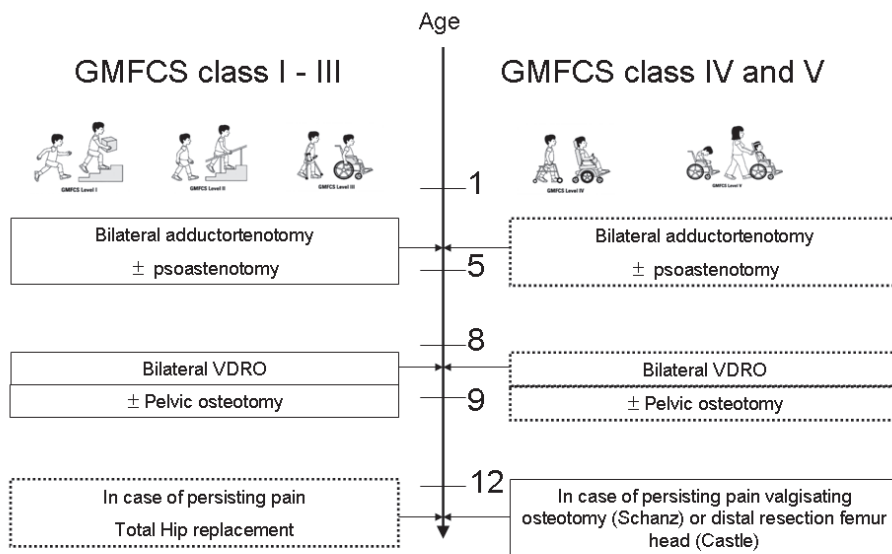 Age
GMFCS class I - III
GMFCS class IV and V
GMFCS Level I
GMFCS Level II
GMFCS Level III
GMFCS Level IV
GMFCS Level V
1
Bilateral adductortenotomy
± psoastenotomy
Bilateral adductortenotomy
± psoastenotomy
5
8
Bilateral VDRO
± Pelvic osteotomy
Bilateral VDRO
± Pelvic osteotomy
9
12
In case of persisting pain
Total Hip replacement
In case of persisting pain valgisating
osteotomy (Schanz) or distal resection femur
head (Castle)